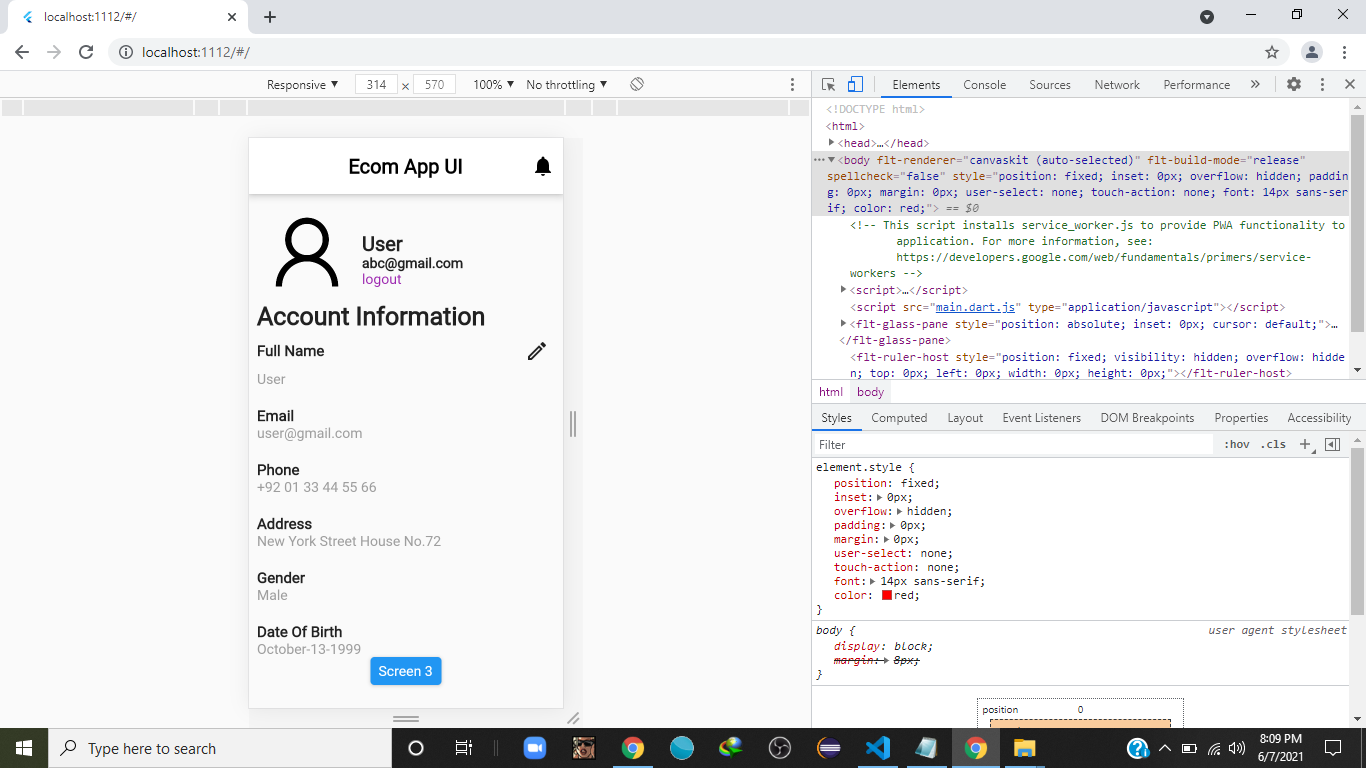 localhost:1112/#/
localhost:1112/#/
Responsive 314 × 570 100% No throttling
Elements Console Sources Network Performance »
<!DOCTYPE html>
<html>
<head>…</head>
<body flt-renderer="canvaskit (auto-selected)" flt-build-mode="release"
spellcheck="false" style="position: fixed; inset: 0px; overflow: hidden; paddin
g: 0px; margin: 0px; user-select: none; touch-action: none; font: 14px sans-ser
if; color: red;"> == $0
<!-- This script installs service_worker.js to provide PWA functionality to
application. For more information, see:
https://developers.google.com/web/fundamentals/primers/service-
workers -->
<script>…</script>
<script src="main.dart.js" type="application/javascript"></script>
<flt-glass-pane style="position: absolute; inset: 0px; cursor: default;">…
</flt-glass-pane>
<flt-ruler-host style="position: fixed; visibility: hidden; overflow: hidde
n; top: 0px; left: 0px; width: 0px; height: 0px;"></flt-ruler-host>
html body
Styles Computed Layout Event Listeners DOM Breakpoints Properties Accessibility
Filter :hov .cls +
element.style {
position: fixed;
inset: 0px;
overflow: hidden;
padding: 0px;
margin: 0px;
user-select: none;
touch-action: none;
font: 14px sans-serif;
color: red;
}
body { user agent stylesheet
display: block;
margin: 8px;
}
position 0
Ecom App UI
User
abc@gmail.com
logout
Account Information
Full Name
User
Email
user@gmail.com
Phone
+92 01 33 44 55 66
Address
New York Street House No.72
Gender
Male
Date Of Birth
October-13-1999
Screen 3
Type here to search
8:09 PM
6/7/2021